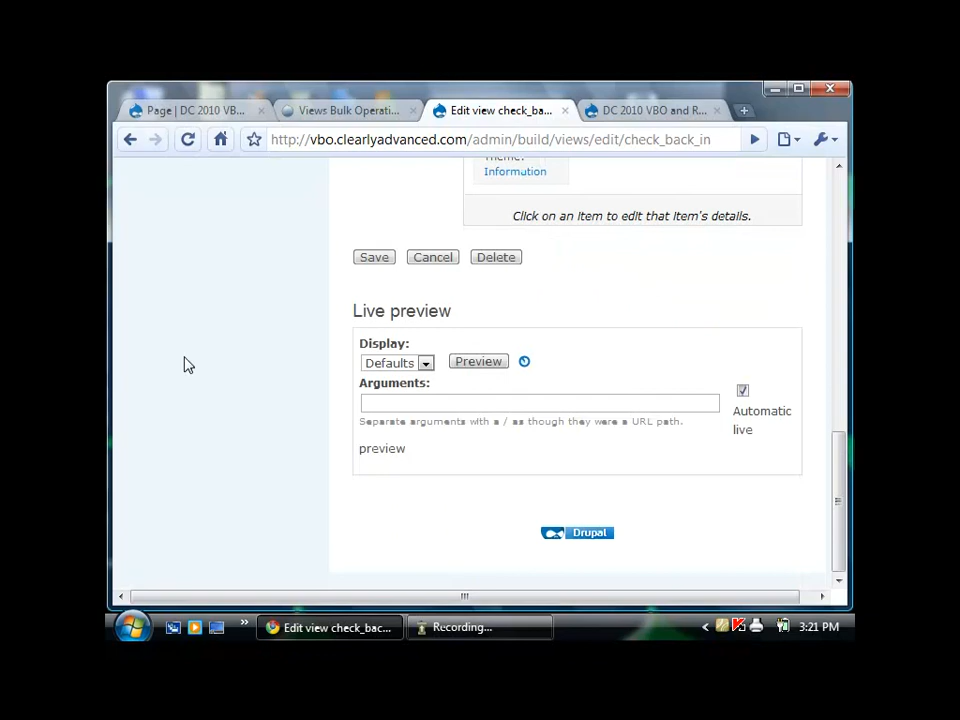 Page | DC 2010 VB...
Views Bulk Operati...
Edit view check_ba...
DC 2010 VBO and R...
http://vbo.clearlyadvanced.com/admin/build/views/edit/check_back_in
Theme:
Information
Click on an item to edit that item's details.
Save
Cancel
Delete
Live preview
Display:
Defaults
Preview
Arguments:
Separate arguments with a / as though they were a URL path.
Automatic
live
preview
Drupal
Edit view check_bac...
Recording...
3:21 PM